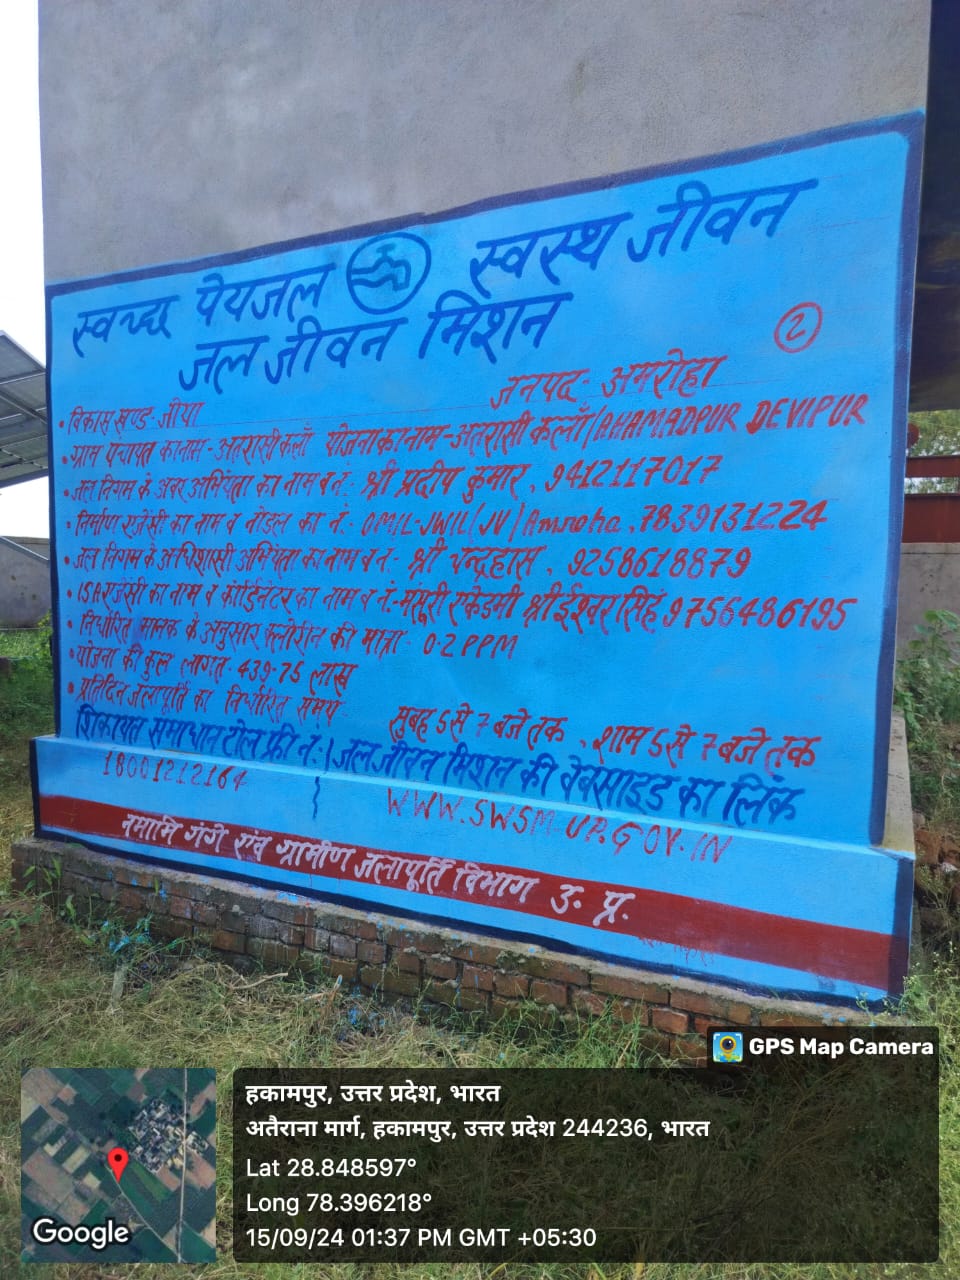 स्वच्छ पेयजल स्वस्थ जीवन
जल जीवन मिशन
२
जनपद- अमरोहा
• विकास खण्ड- जोया
• ग्राम पंचायत का नाम- अतरासी कलाँ योजना का नाम- अतरासी कलाँ/AHAMADPUR DEVIPUR
• जल निगम के अवर अभियंता का नाम व नं:- श्री प्रदीप कुमार, 9412117017
• निर्माण एजेंसी का नाम व नोडल का नं:- OMIL-JWIL(JV) Amroha, 7839131224
• जल निगम के अधिशासी अभियंता का नाम व नं:- श्री चन्द्रहास, 9258618879
• ISA एजेंसी का नाम व कॉर्डिनेटर का नाम व नं:- मंसूरी एकेडमी श्री ईश्वर सिंह 9756486195
• निर्धारित मानक के अनुसार क्लोरीन की मात्रा- 0.2 PPM
• योजना की कुल लागत- 439.75 लाख
• प्रतिदिन जलापूर्ति का निर्धारित समय सुबह 5 से 7 बजे तक, शाम 5 से 7 बजे तक
शिकायत समाधान टोल फ्री नं:। जल जीवन मिशन की वेबसाइड का लिंक
18001212164 WWW.SWSM-UP.GOV.IN
नमामि गंगे एंव ग्रामीण जलापूर्ति विभाग उ. प्र.
GPS Map Camera
हकामपुर, उत्तर प्रदेश, भारत
अतैराना मार्ग, हकामपुर, उत्तर प्रदेश 244236, भारत
Lat 28.848597°
Long 78.396218°
15/09/24 01:37 PM GMT +05:30
Google